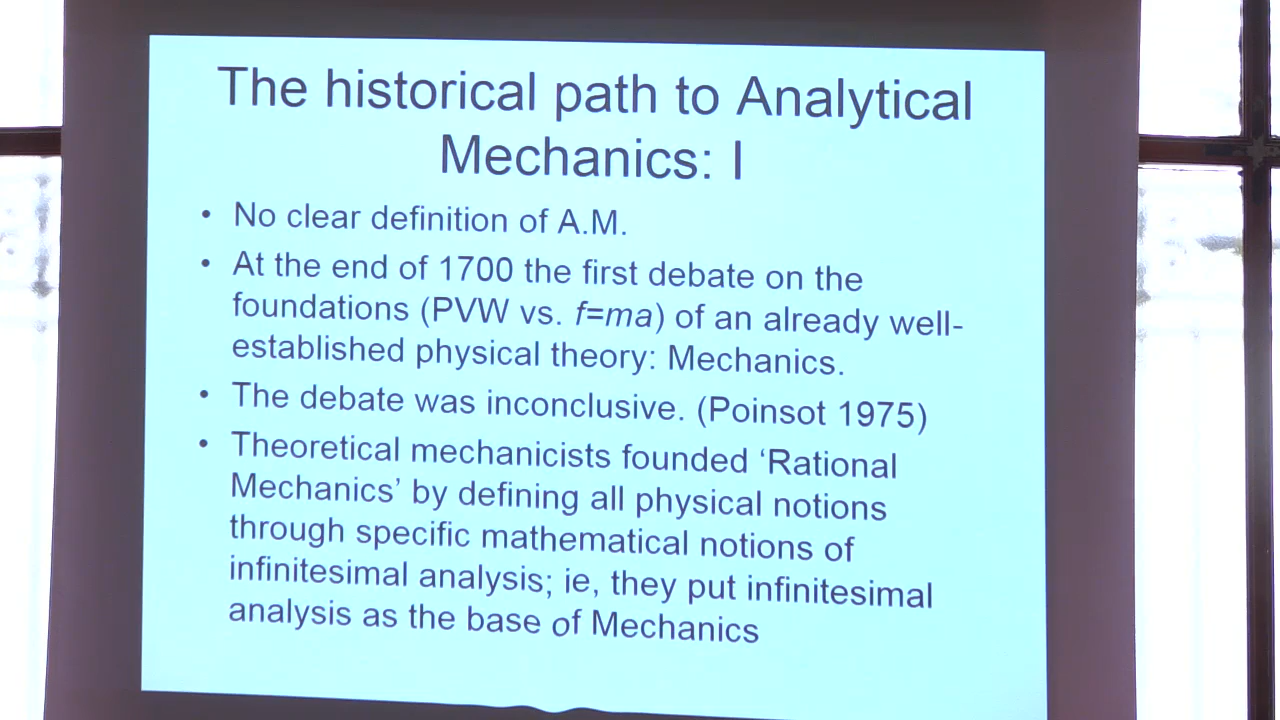 The historical path to Analytical
Mechanics: I
• No clear definition of A.M.
• At the end of 1700 the first debate on the
foundations (PVW vs. f=ma) of an already well-
established physical theory: Mechanics.
• The debate was inconclusive. (Poinsot 1975)
• Theoretical mechanicists founded ‘Rational
Mechanics’ by defining all physical notions
through specific mathematical notions of
infinitesimal analysis; ie, they put infinitesimal
analysis as the base of Mechanics